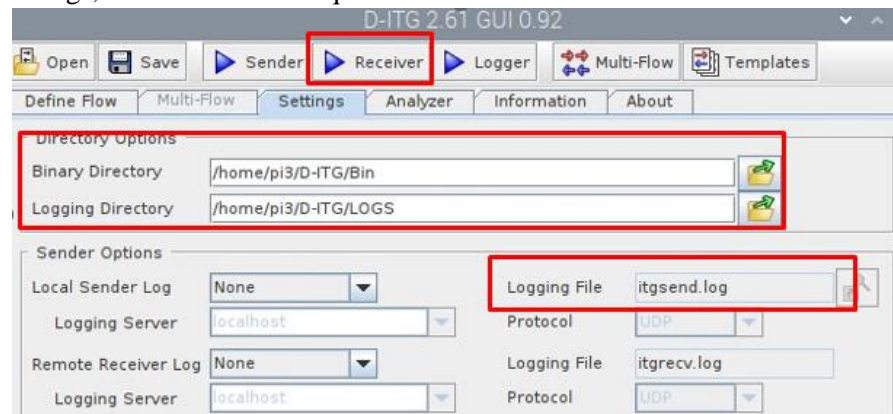 D-ITG 2.61 GUI 0.92
Open Save Sender Receiver Logger Multi-Flow Templates
Define Flow Multi-Flow Settings Analyzer Information About
Directory Options
Binary Directory /home/pi3/D-ITG/Bin
Logging Directory /home/pi3/D-ITG/LOGS
Sender Options
Local Sender Log None Logging File itgsend.log
Logging Server localhost Protocol UDP
Remote Receiver Log None Logging File itgrecv.log
Logging Server localhost Protocol UDP